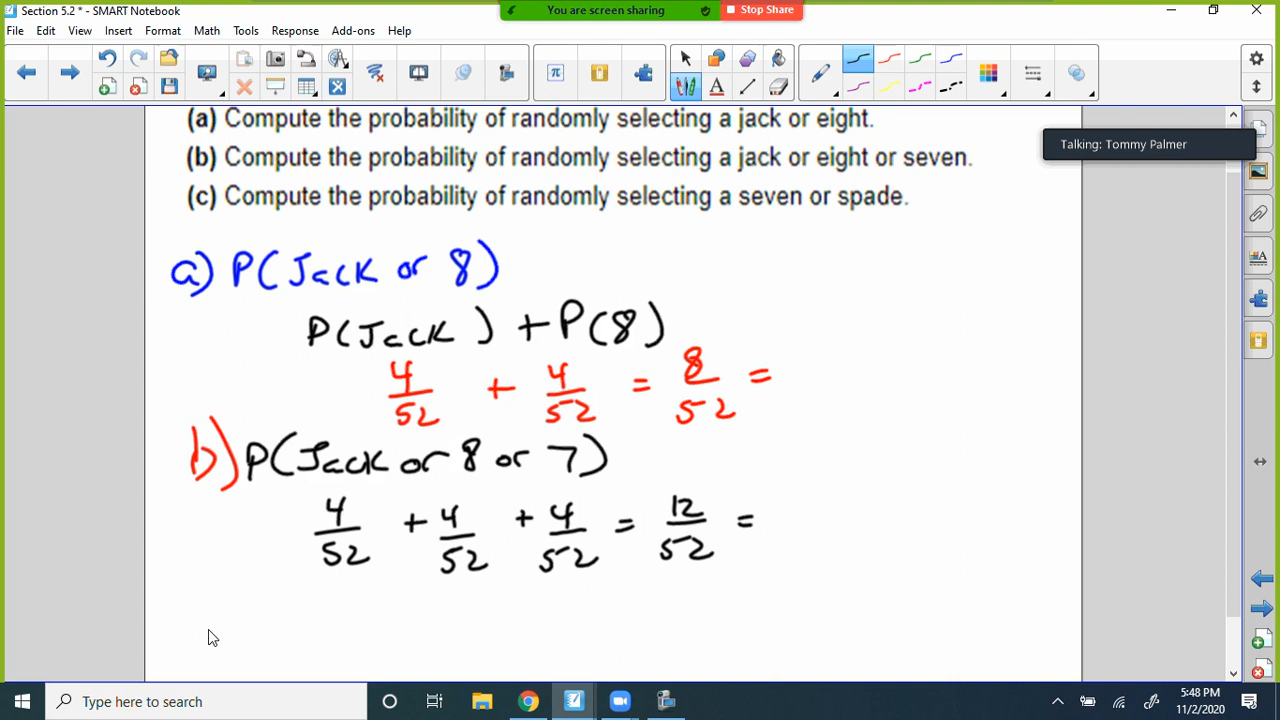 Section 5.2 * - SMART Notebook
You are screen sharing
Stop Share
File Edit View Insert Format Math Tools Response Add-ons Help
(a) Compute the probability of randomly selecting a jack or eight.
Talking: Tommy Palmer
(b) Compute the probability of randomly selecting a jack or eight or seven.
(c) Compute the probability of randomly selecting a seven or spade.
a) P(Jack or 8)
P(Jack) + P(8)
4/52 + 4/52 = 8/52 =
b) P(Jack or 8 or 7)
4/52 + 4/52 + 4/52 = 12/52 =
Type here to search
5:48 PM
11/2/2020